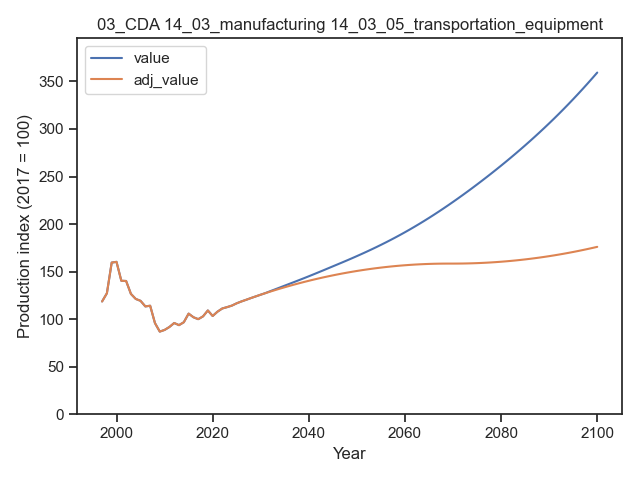 03_CDA 14_03_manufacturing 14_03_05_transportation_equipment
value
adj_value
Production index (2017 = 100)
350
300
250
200
150
100
50
0
2000 2020 2040 2060 2080 2100
Year